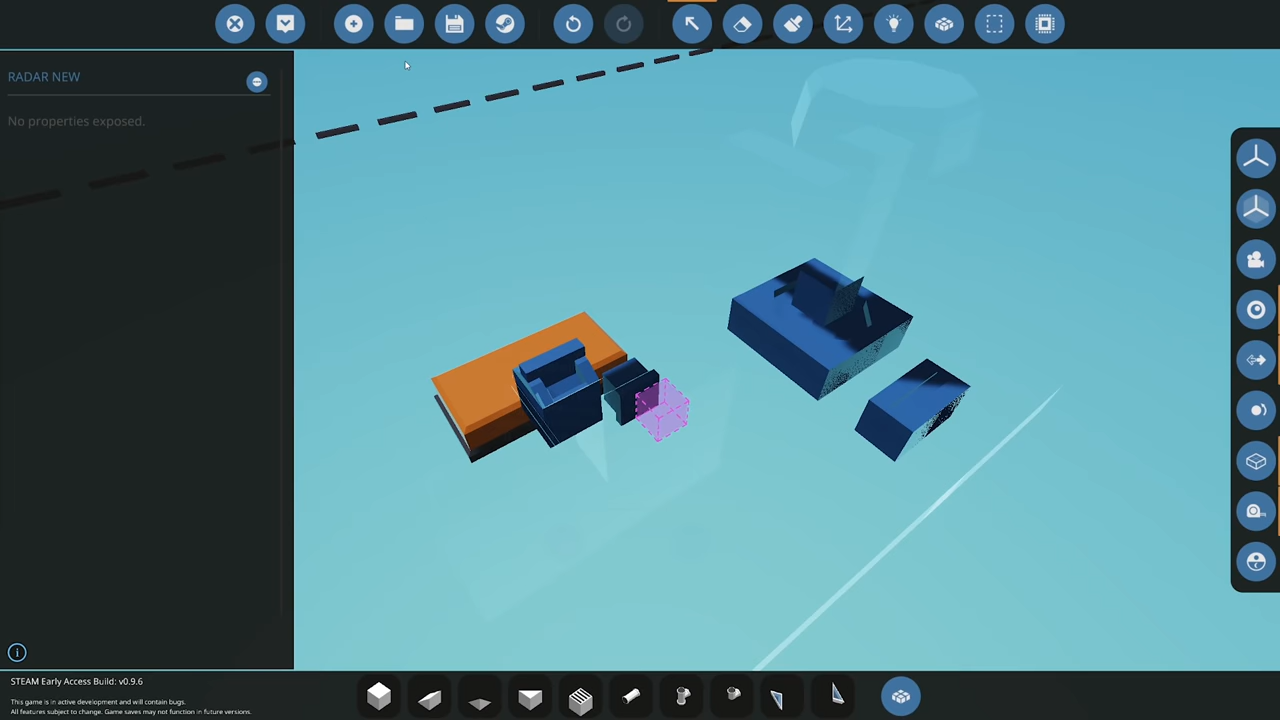 RADAR NEW
No properties exposed.
STEAM Early Access Build: v0.9.6
This game is in active development and will contain bugs.
All features subject to change. Game saves may not function in future versions.